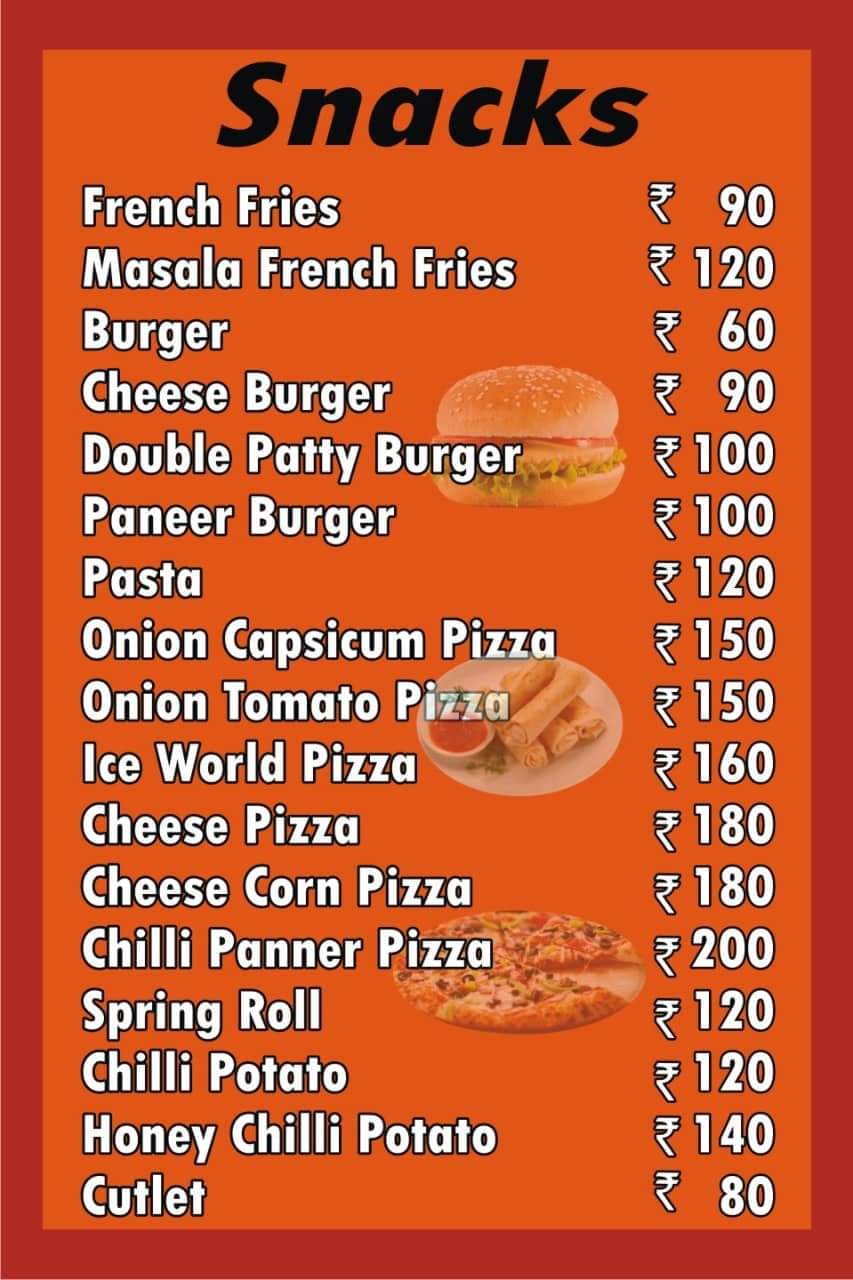 Snacks
French Fries ₹ 90
Masala French Fries ₹ 120
Burger ₹ 60
Cheese Burger ₹ 90
Double Patty Burger ₹ 100
Paneer Burger ₹ 100
Pasta ₹ 120
Onion Capsicum Pizza ₹ 150
Onion Tomato Pizza ₹ 150
Ice World Pizza ₹ 160
Cheese Pizza ₹ 180
Cheese Corn Pizza ₹ 180
Chilli Panner Pizza ₹ 200
Spring Roll ₹ 120
Chilli Potato ₹ 120
Honey Chilli Potato ₹ 140
Cutlet ₹ 80